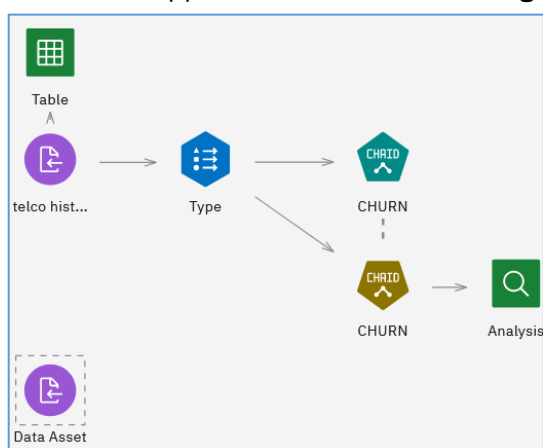 Table
CHAID
telco hist...
Type
CHURN
CHAID
CHURN
Analysis
Data Asset